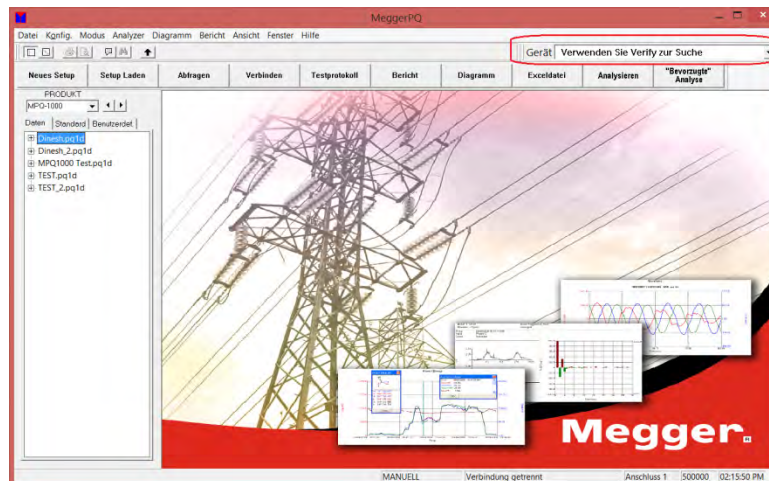 MeggerPQ
Datei Konfig. Modus Analyzer Diagramm Bericht Ansicht Fenster Hilfe
Gerät Verwenden Sie Verify zur Suche
Neues Setup Setup Laden Abfragen Verbinden Testprotokoll Bericht Diagramm Exceldatei Analysieren "Beverzugte" Analyse
PRODUKT
MPQ-1000
Daten Standard Benutzerdet.
Dinesh.pq1d
Dinesh_2.pq1d
MPQ1000 Test.pq1d
TEST.pq1d
TEST_2.pq1d
Megger.
MANUELL Verbindung getrennt Anschluss 1 500000 02:15:50 PM